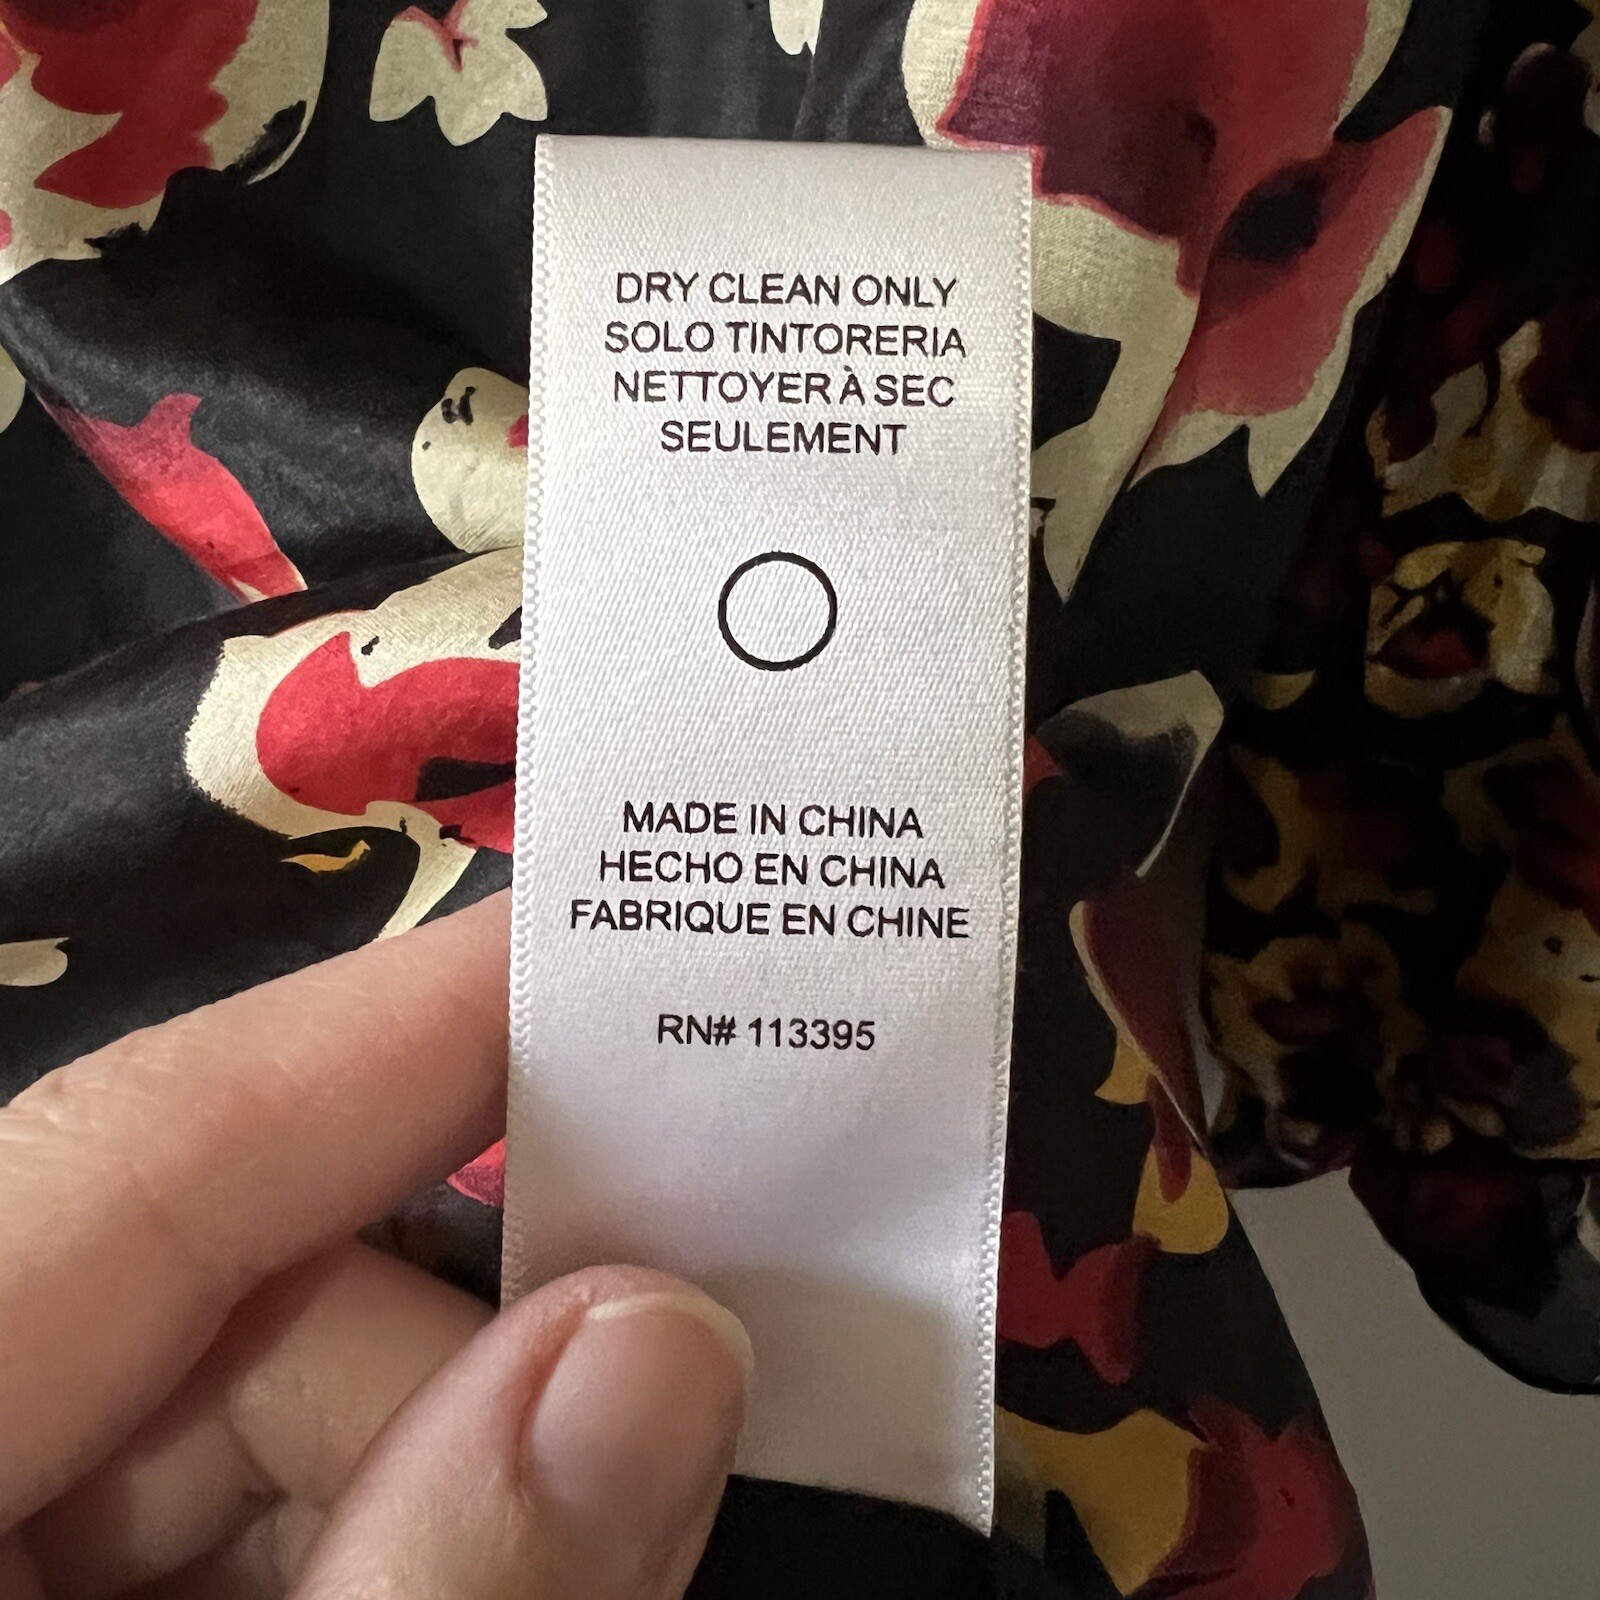 DRY CLEAN ONLY
SOLO TINTORERIA
NETTOYER À SEC
SEULEMENT
MADE IN CHINA
HECHO EN CHINA
FABRIQUE EN CHINE
RN# 113395